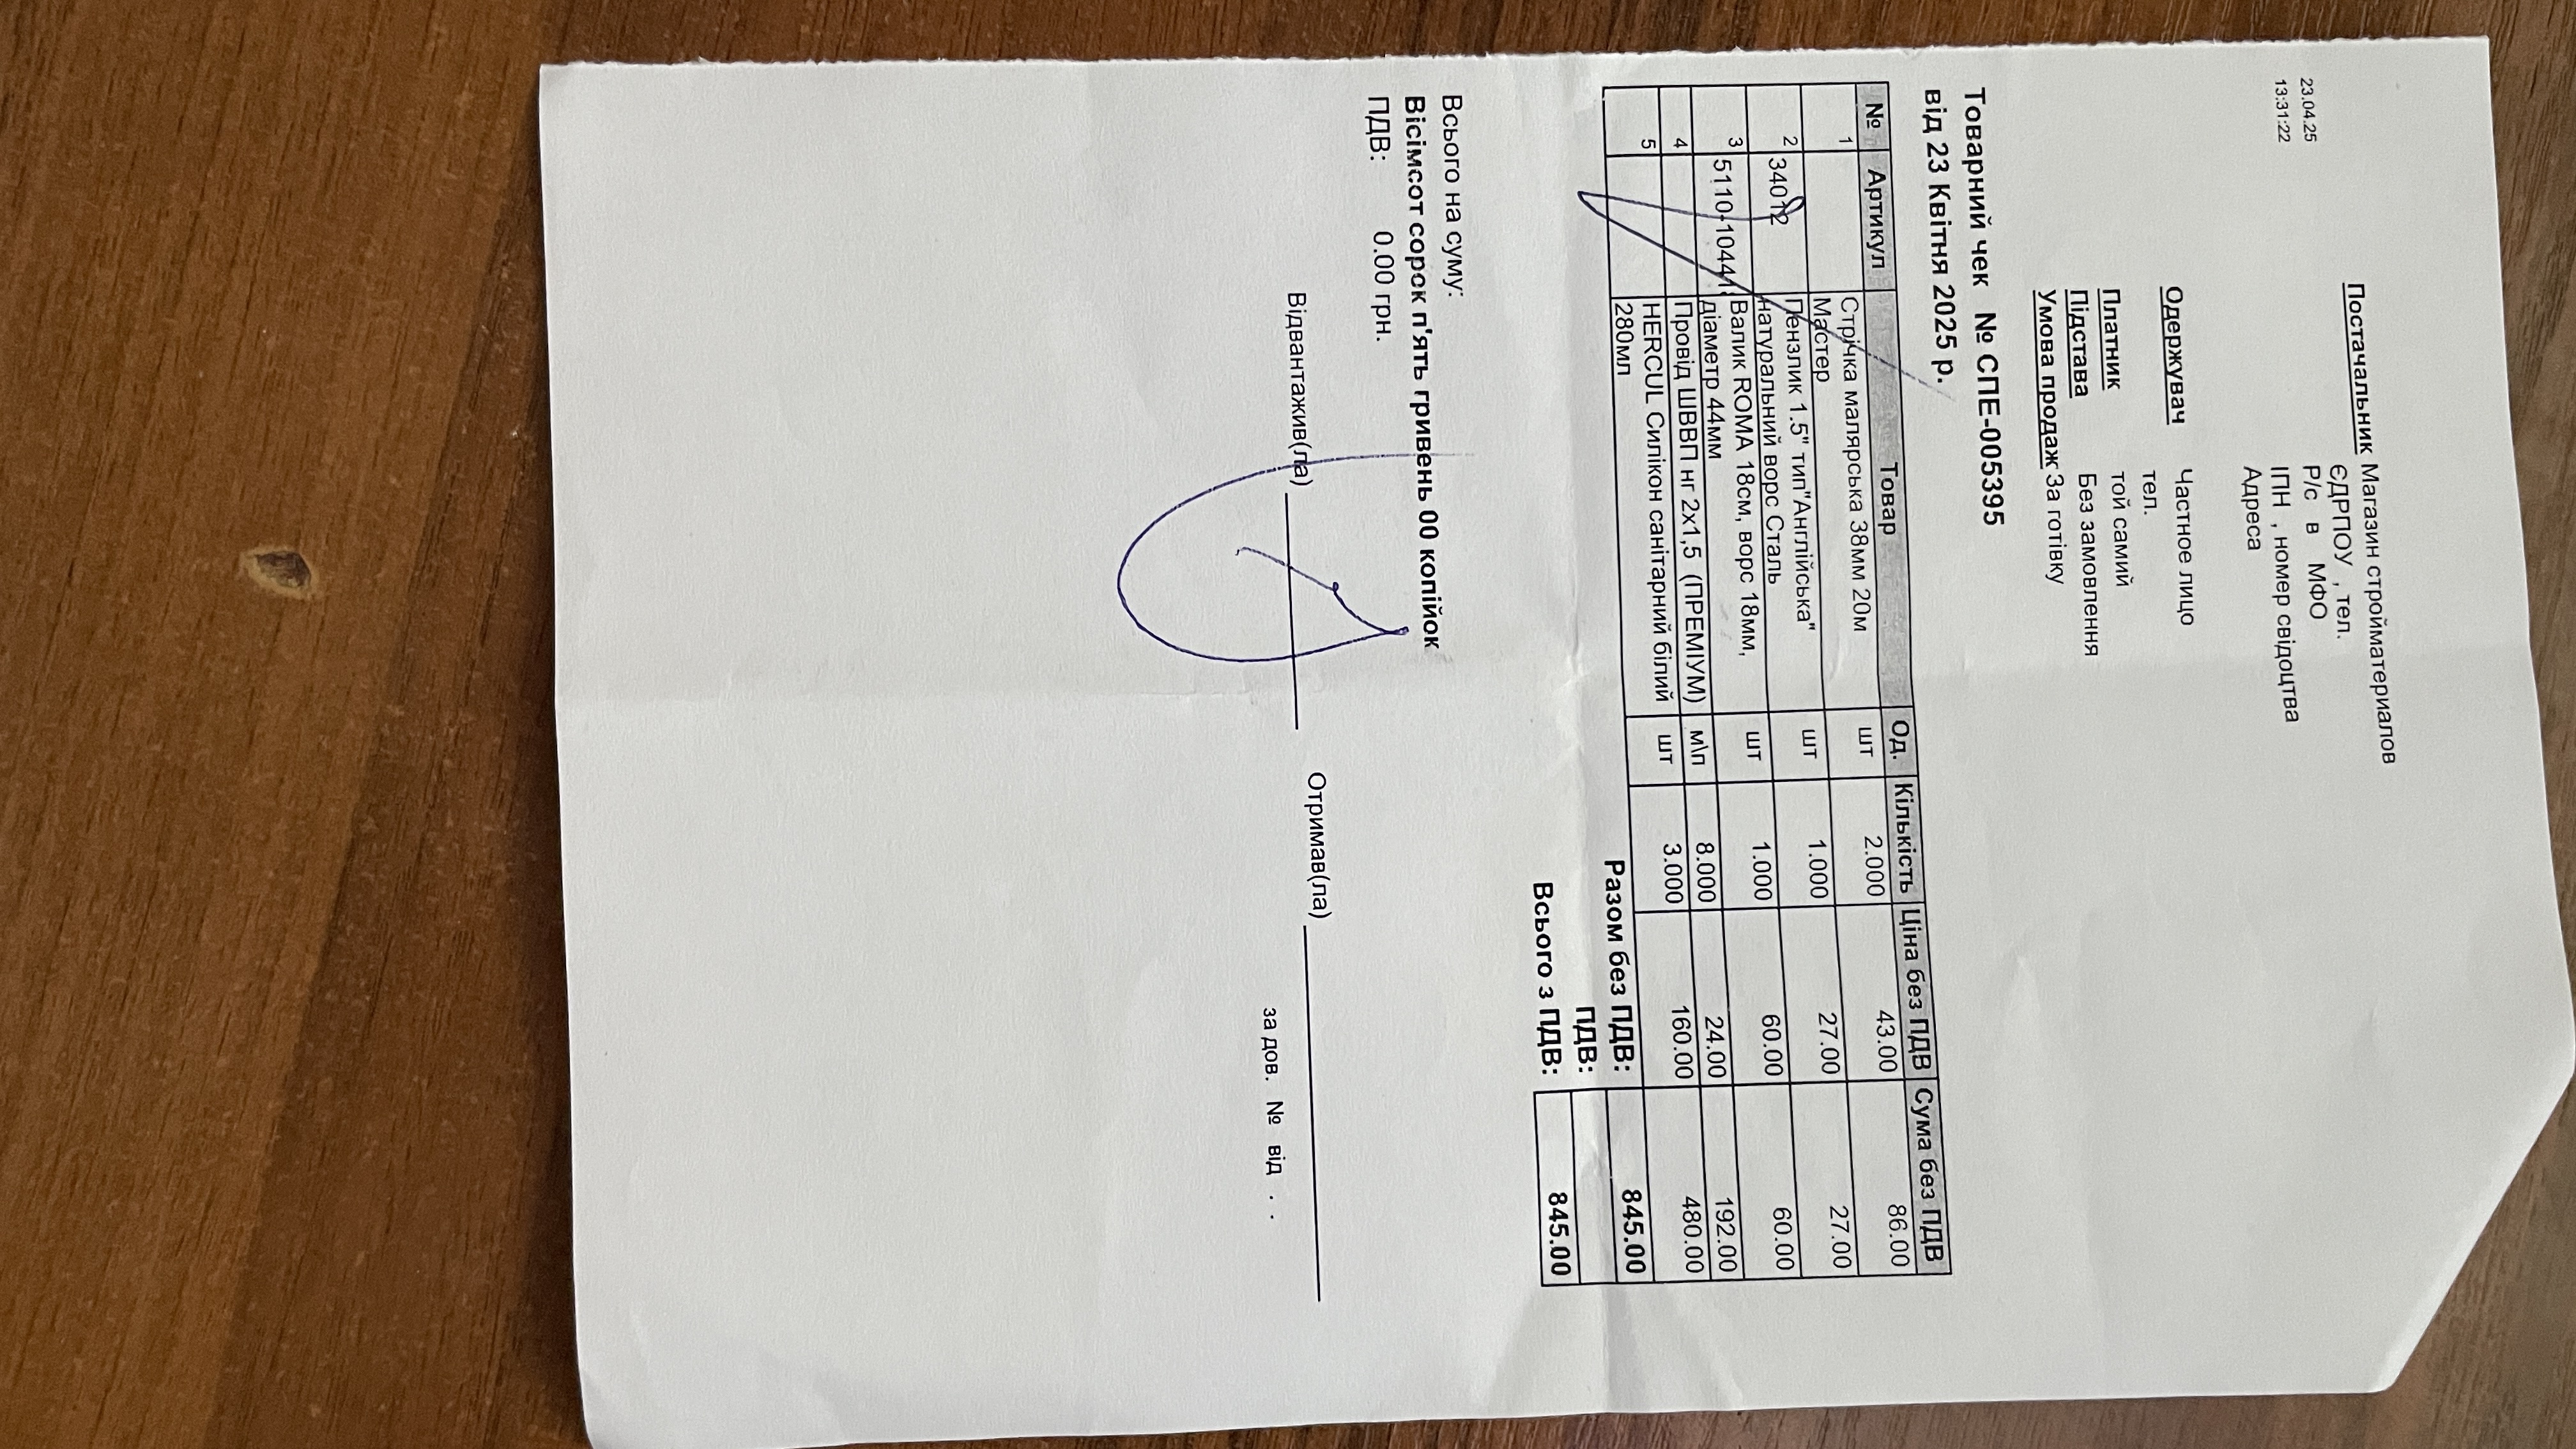 Постачальник Магазин стройматериалов
ЄДРПОУ , тел.
23.04.25 Р/с в МФО
13:31:22 ІПН , номер свідоцтва
Адреса
Одержувач Частное лицо
тел.
Платник той самий
Підстава Без замовлення
Умова продаж За готівку
Товарний чек № СПЕ-005395
від 23 Квітня 2025 р.
№ Артикул Товар Од. Кількість Ціна без ПДВ Сума без ПДВ
1 Стрічка малярська 38мм 20м шт 2.000 43.00 86.00
Мастер
2 34012 Пензлик 1.5" тип"Англійська" шт 1.000 27.00 27.00
натуральний ворс Сталь
3 5110-10441 Валик ROMA 18см, ворс 18мм, шт 1.000 60.00 60.00
діаметр 44мм
4 Провід ШВВП нг 2х1,5 (ПРЕМІУМ) м\п 8.000 24.00 192.00
5 HERCUL Силікон санітарний білий шт 3.000 160.00 480.00
280мл
Разом без ПДВ: 845.00
ПДВ:
Всього з ПДВ: 845.00
Всього на суму:
Вісімсот сорок п'ять гривень 00 копійок
ПДВ: 0.00 грн.
Відвантажив(ла) Отримав(ла)
за дов. № від . .